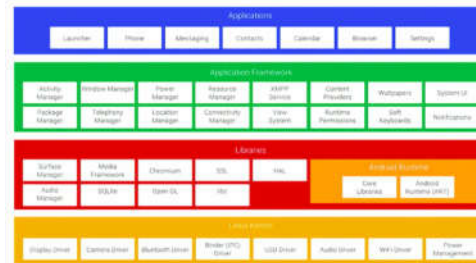 Applications
Launcher Phone Messaging Contacts Calendar Browser Settings
Application Framework
Activity Manager Window Manager Power Manager Resource Manager XMPP Service Content Providers Wallpapers System UI
Package Manager Telephony Manager Location Manager Connectivity Manager View System Runtime Permissions Soft Keyboards Notifications
Libraries
Surface Manager Media Framework Chromium SSL HAL
Audio Manager SQLite Open GL
Android Runtime
Core Libraries Android Runtime (ART)
Linux Kernel
Display Driver Camera Driver Bluetooth Driver Binder (IPC) Driver USB Driver Audio Driver WiFi Driver Power Management